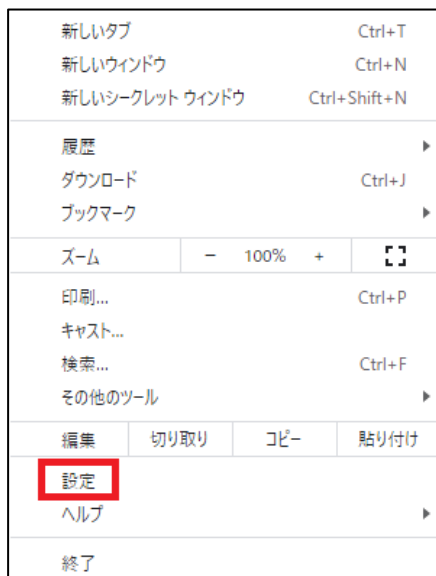 新しいタブ Ctrl+T
新しいウィンドウ Ctrl+N
新しいシークレット ウィンドウ Ctrl+Shift+N
履歴
ダウンロード Ctrl+J
ブックマーク
ズーム － 100% +
印刷... Ctrl+P
キャスト...
検索... Ctrl+F
その他のツール
編集 切り取り コピー 貼り付け
設定
ヘルプ
終了